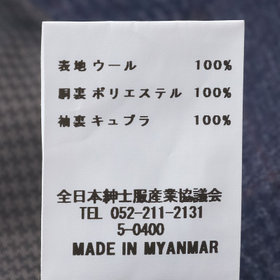 表地 ウール 100%
胴裏 ポリエステル 100%
袖裏 キュプラ 100%
全日本紳士服産業協議会
TEL 052-211-2131
5-0400
MADE IN MYANMAR